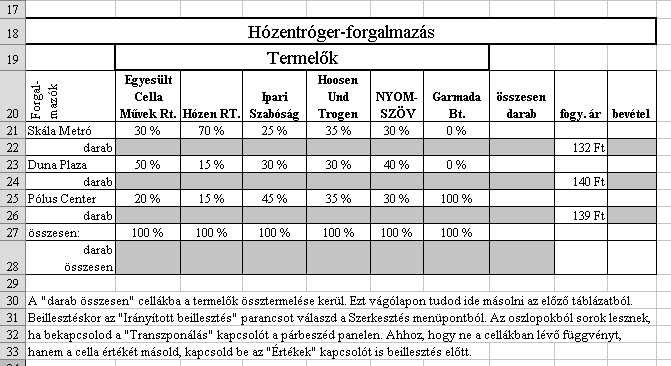 17
18 Hózentróger-forgalmazás
19 Termelők
20 Forgal-mazók Egyesült Cella Művek Rt. Hózen RT. Ipari Szabóság Hoosen Und Trogen NYOM-SZÖV Garmada Bt. összesen darab fogy. ár bevétel
21 Skála Metró 30 % 70 % 25 % 35 % 30 % 0 %
22 darab 132 Ft
23 Duna Plaza 50 % 15 % 30 % 30 % 40 % 0 %
24 darab 140 Ft
25 Pólus Center 20 % 15 % 45 % 35 % 30 % 100 %
26 darab 139 Ft
27 összesen: 100 % 100 % 100 % 100 % 100 % 100 %
28 darab összesen
29
30 A "darab összesen" cellákba a termelők össztermelése kerül. Ezt vágólapon tudod ide másolni az előző táblázatból.
31 Beillesztéskor az "Irányított beillesztés" parancsot válaszd a Szerkesztés menüpontból. Az oszlopokból sorok lesznek,
32 ha bekapcsolod a "Transzponálás" kapcsolót a párbeszéd panelen. Ahhoz, hogy ne a cellákban lévő függvényt,
33 hanem a cella értékét másold, kapcsold be az "Értékek" kapcsolót is beillesztés előtt.